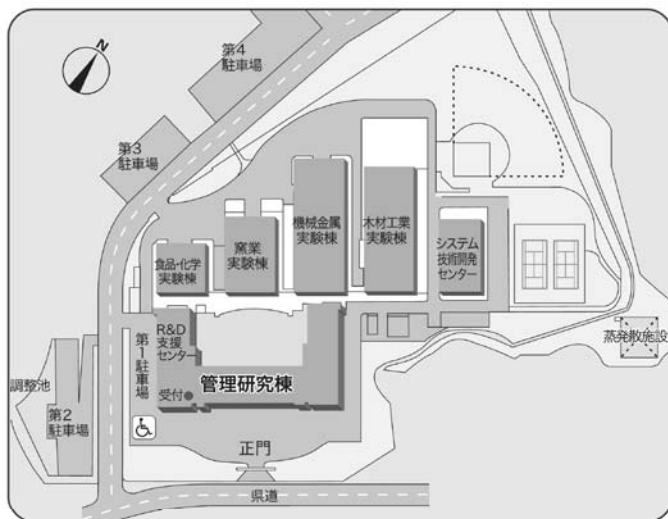 N
第4
駐車場
第3
駐車場
機械金属
実験棟
木材工業
実験棟
窯業
実験棟
食品・化学
実験棟
システム
技術開発
センター
R&D
支援
センター
第1駐車場
蒸発散施設
管理研究棟
受付
調整池
第2
駐車場
正門
県道